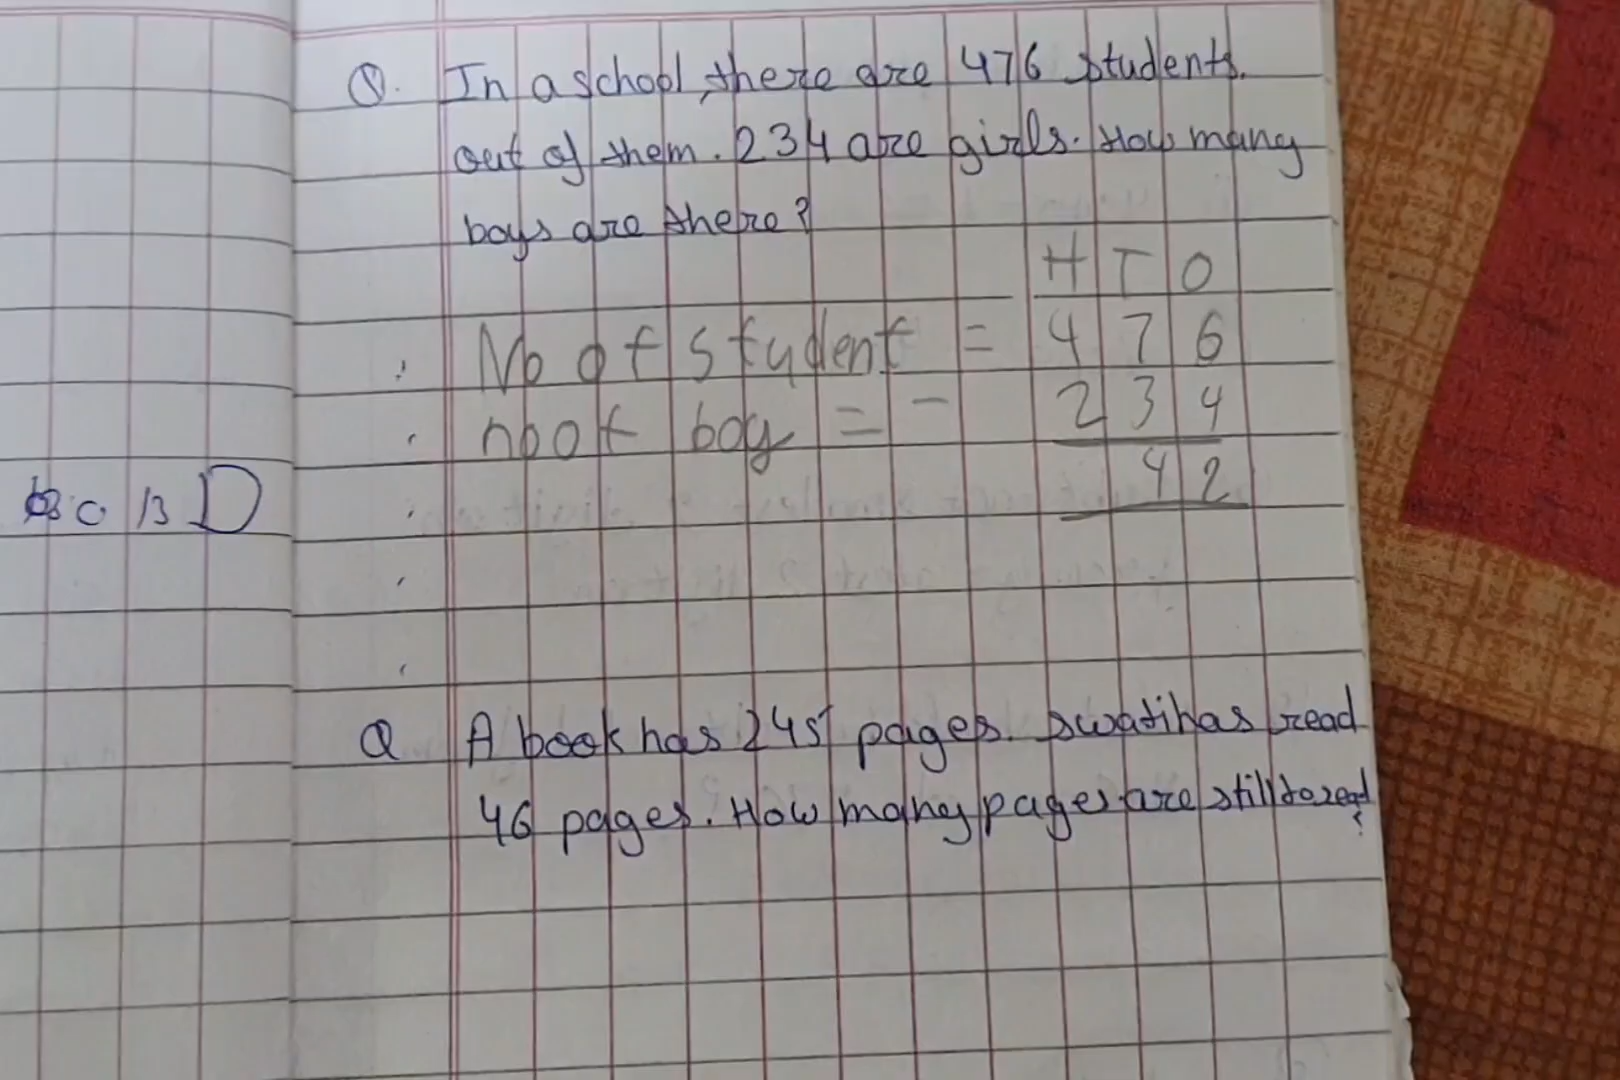 Q. In a school, there are 476 students.
out of them. 234 are girls. How many
boys are there?
H T O
No of student = 4 7 6
no of boy = - 2 3 4
4 2
C B D
Q A book has 245 pages. Swati has read
46 pages. How many pages are still to read?